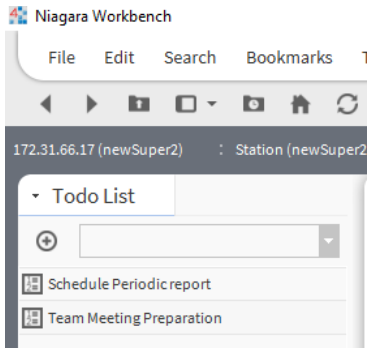 Niagara Workbench
File Edit Search Bookmarks
172.31.66.17 (newSuper2) : Station (newSuper2
Todo List
Schedule Periodic report
Team Meeting Preparation